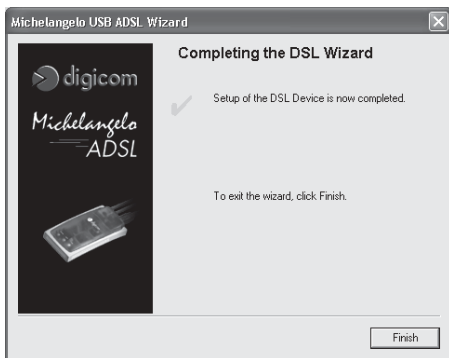 Michelangelo USB ADSL Wizard
digicom
Michelangelo
ADSL
Completing the DSL Wizard
Setup of the DSL Device is now completed.
To exit the wizard, click Finish.
Finish